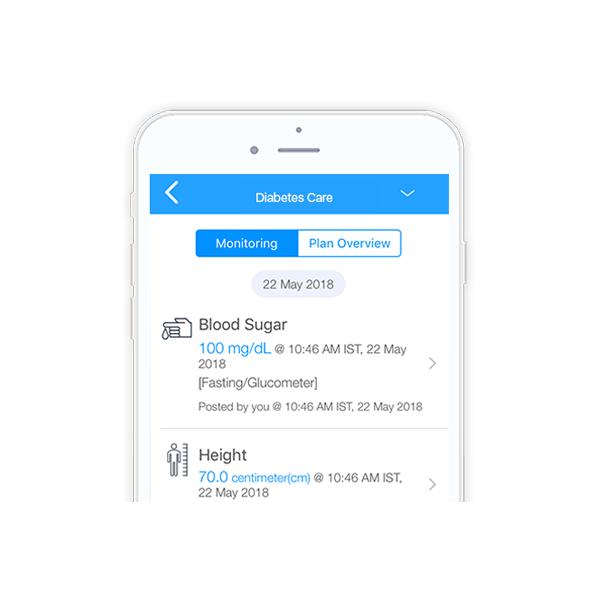 Diabetes Care
Monitoring
Plan Overview
22 May 2018
Blood Sugar
100 mg/dL @ 10:46 AM IST, 22 May
2018
[Fasting/Glucometer]
Posted by you @ 10:46 AM IST, 22 May 2018
Height
70.0 centimeter(cm) @ 10:46 AM IST,
22 May 2018